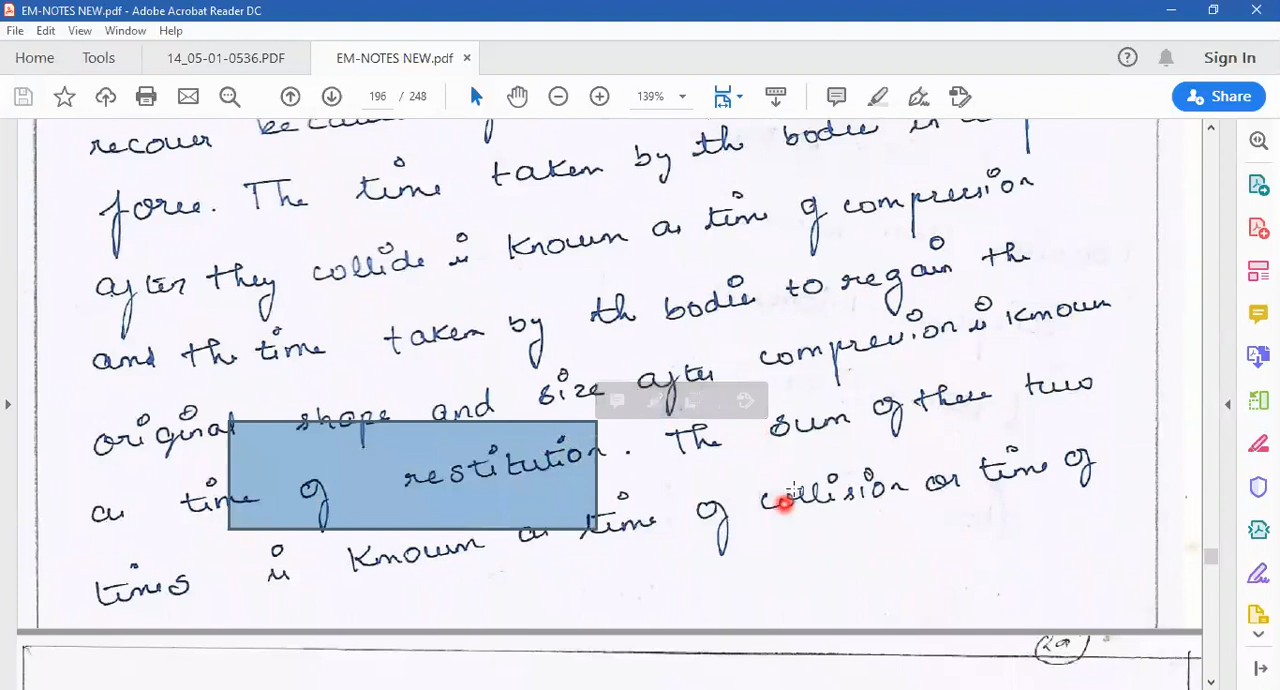 EM-NOTES NEW.pdf - Adobe Acrobat Reader DC
File Edit View Window Help
Home Tools 14_05-01-0536.PDF EM-NOTES NEW.pdf × Sign In
196 / 248 139% Share
recover
force. The time taken by th bodie in
after they collide is known as time of compression
and the time taken by th bodie to regain the
original shape and size after compression is known
as time of restitution. The sum of these two
times is known as time of collision or time of